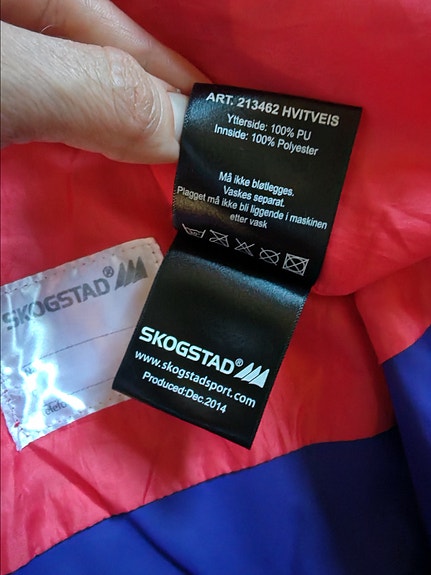 ART. 213462 HVITVEIS
Ytterside: 100% PU
Innside: 100% Polyester
Må ikke bløtlegges.
Vaskes separat.
Plagget må ikke bli liggende i maskinen
etter vask
SKOGSTAD®
SKOGSTAD®
www.skogstadsport.com
Produced:Dec.2014